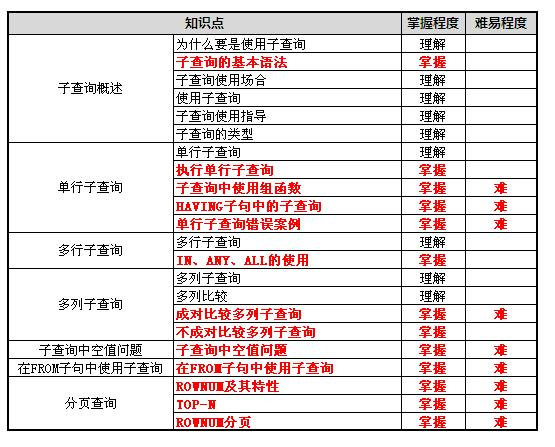 知识点 掌握程度 难易程度
子查询概述 为什么要是使用子查询 理解
子查询的基本语法 掌握
子查询使用场合 理解
使用子查询 理解
子查询使用指导 理解
子查询的类型 理解
单行子查询 单行子查询 理解
执行单行子查询 掌握
子查询中使用组函数 掌握 难
HAVING子句中的子查询 掌握 难
单行子查询错误案例 掌握 难
多行子查询 多行子查询 理解
IN、ANY、ALL的使用 掌握
多列子查询 多列子查询 理解
多列比较 理解
成对比较多列子查询 掌握 难
不成对比较多列子查询 掌握
子查询中空值问题 子查询中空值问题 掌握 难
在FROM子句中使用子查询 在FROM子句中使用子查询 掌握 难
分页查询 ROWNUM及其特性 掌握 难
TOP-N 掌握 难
ROWNUM分页 掌握 难